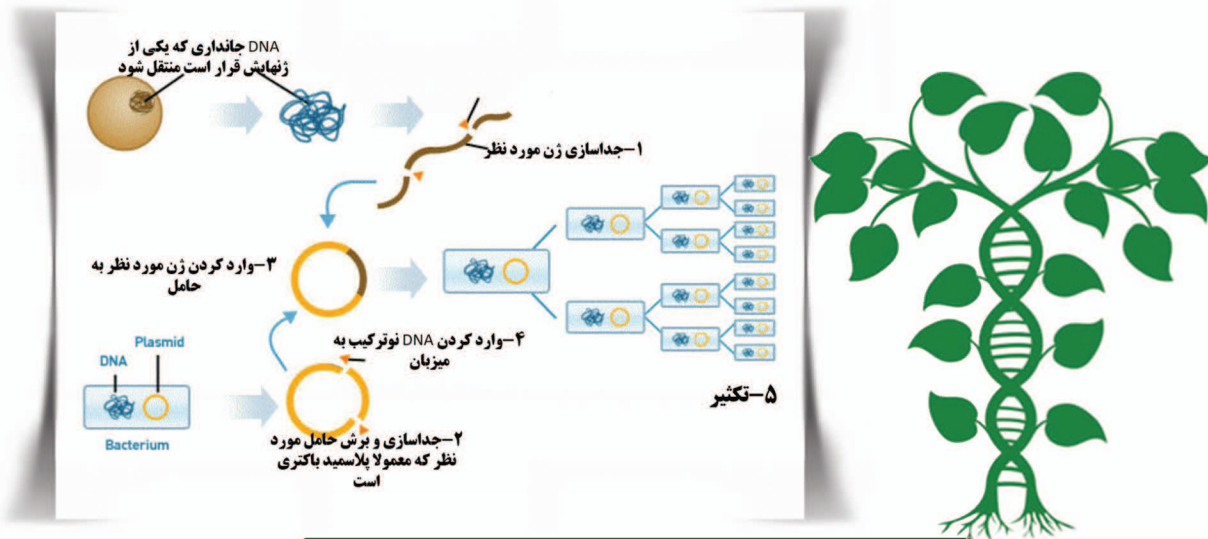 DNA جانداری که یکی از
ژنهایش قرار است منتقل شود
۱-جداسازی ژن مورد نظر
۳-وارد کردن ژن مورد نظر به
حامل
۴-وارد کردن DNA نوترکیب به
میزبان
Plasmid
DNA
Bacterium
۲-جداسازی و برش حامل مورد
نظر که معمولا پلاسمید باکتری
است
۵-تکثیر